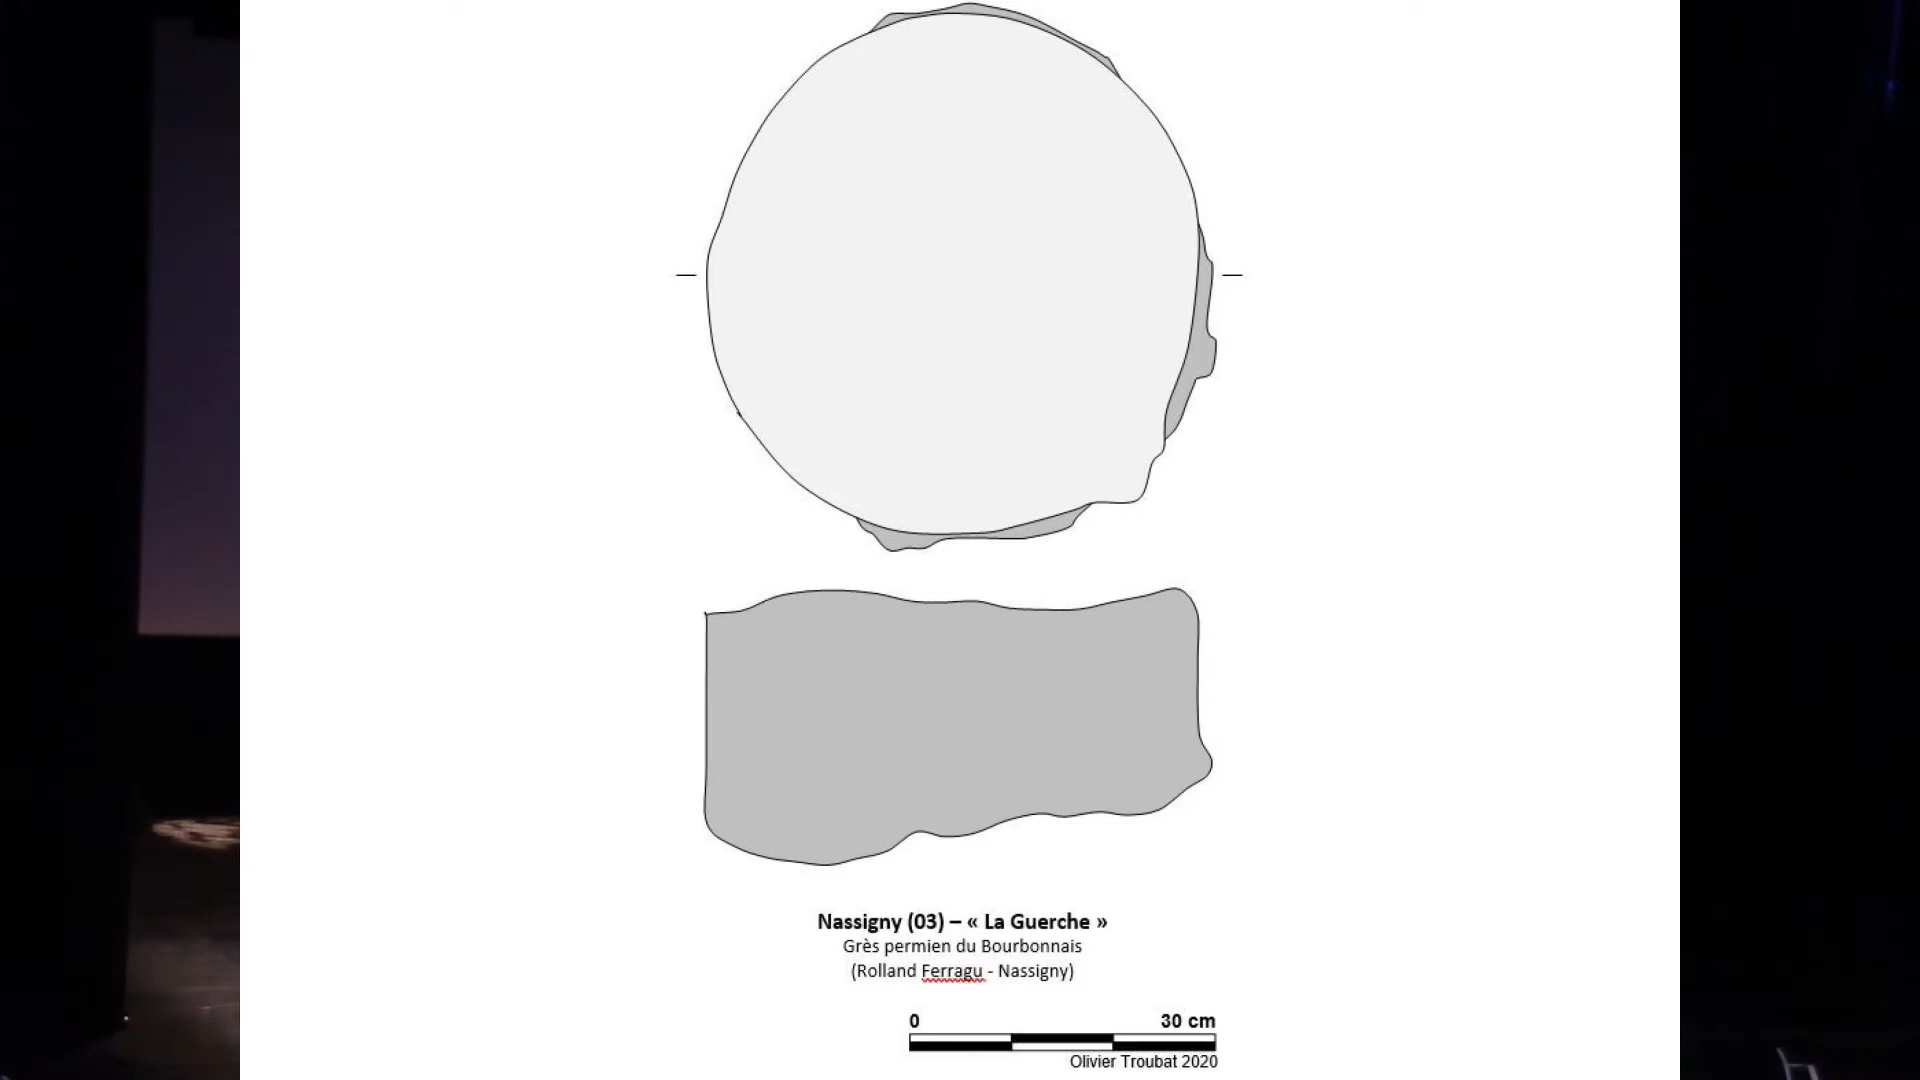 Nassigny (03) – « La Guerche »
Grès permien du Bourbonnais
(Rolland Ferragu - Nassigny)
0 30 cm
Olivier Troubat 2020